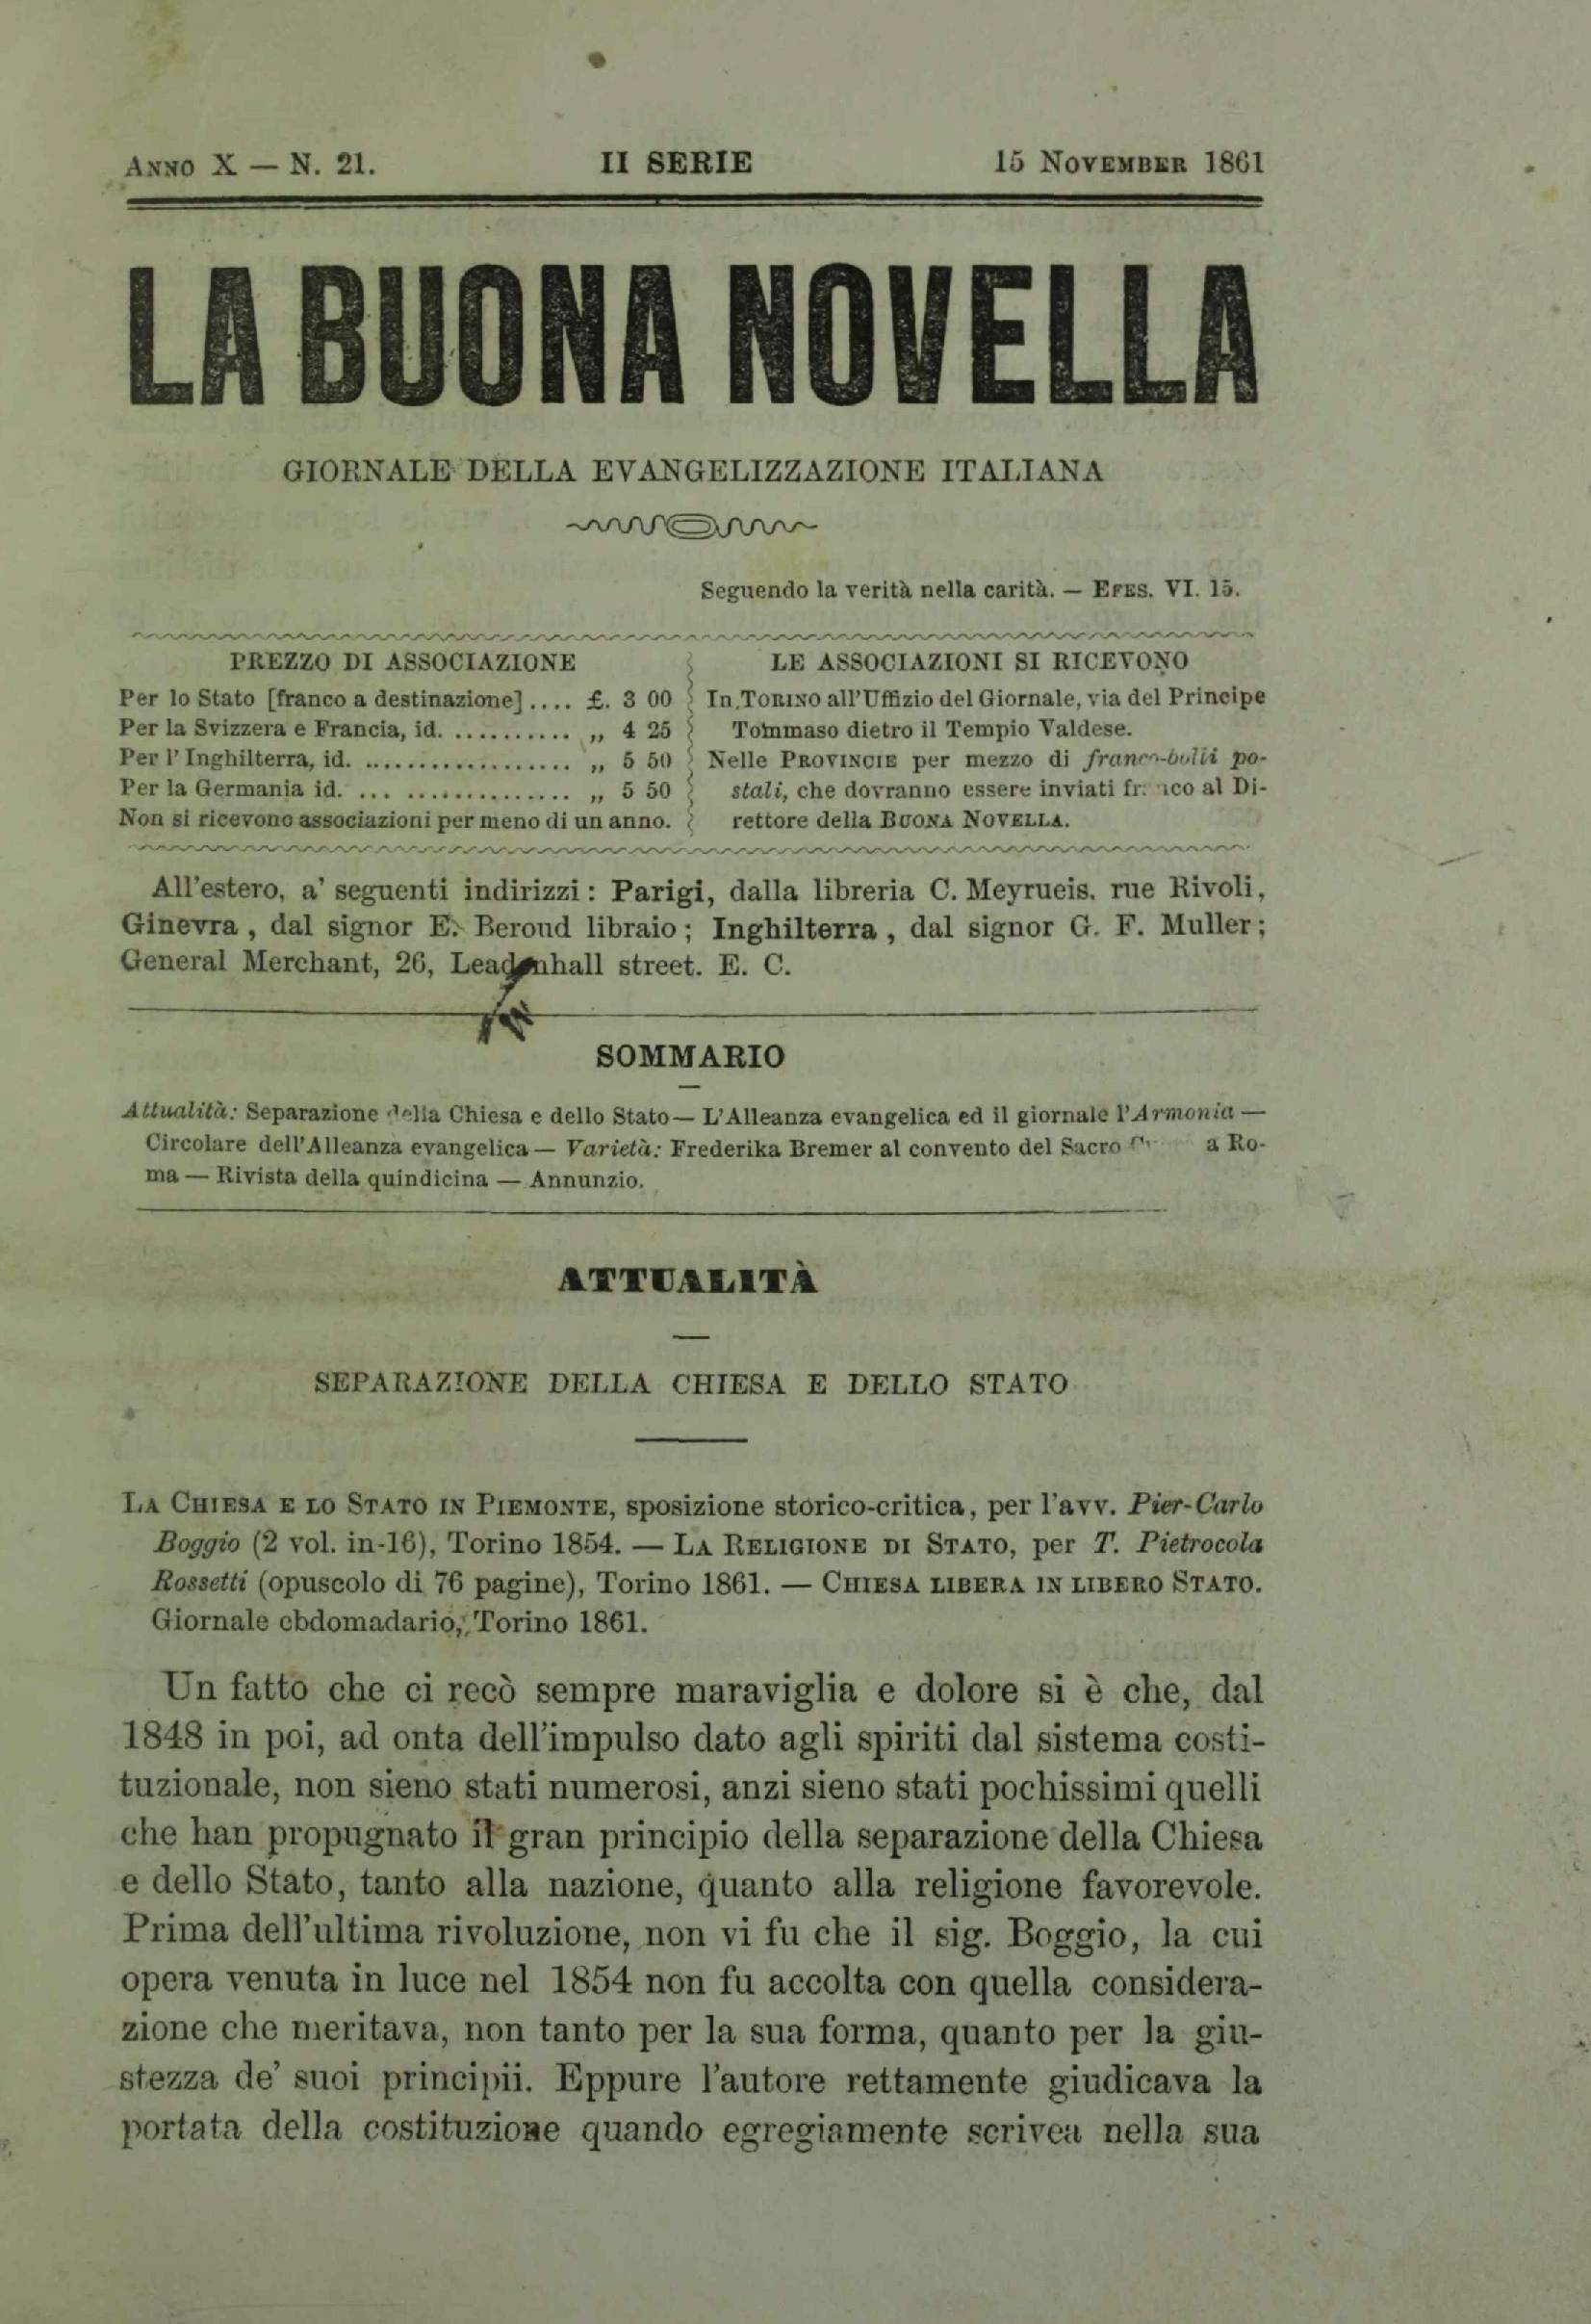 ANNO X — N. 21.
II SERIE
15 NOVEMBER 1861
LA BUONA NOVELLA
GIORNALE DELLA EVANGELIZZAZIONE ITALIANA
Seguendo la verità nella carità. — EFES. VI. 15.
PREZZO DI ASSOCIAZIONE
Per lo Stato [franco a destinazione].... £. 3 00
Per la Svizzera e Francia, id. ........... „ 4 25
Per l'Inghilterra, id. ................... „ 5 50
Per la Germania id. ... ............... „ 5 50
Non si ricevono associazioni per meno di un anno.
LE ASSOCIAZIONI SI RICEVONO
In TORINO all'Uffizio del Giornale, via del Principe
Tommaso dietro il Tempio Valdese.
Nelle PROVINCIE per mezzo di franco-bolli po-
stali, che dovranno essere inviati al Di-
rettore della BUONA NOVELLA.
All'estero, a' seguenti indirizzi: Parigi, dalla libreria C. Meyrueis. rue Rivoli,
Ginevra, dal signor E. Beroud libraio; Inghilterra, dal signor G. F. Muller;
General Merchant, 26, Leadenhall street. E. C.
SOMMARIO
Attualità: Separazione della Chiesa e dello Stato — L'Alleanza evangelica ed il giornale l'Armonia —
Circolare dell'Alleanza evangelica — Varietà: Frederika Bremer al convento del Sacro a Ro-
ma — Rivista della quindicina — Annunzio.
ATTUALITÀ
SEPARAZIONE DELLA CHIESA E DELLO STATO
LA CHIESA E LO STATO IN PIEMONTE, sposizione storico-critica, per l'avv. Pier-Carlo
Boggio (2 vol. in-16), Torino 1854. — LA RELIGIONE DI STATO, per T. Pietrocola
Rossetti (opuscolo di 76 pagine), Torino 1861. — CHIESA LIBERA IN LIBERO STATO.
Giornale ebdomadario, Torino 1861.
Un fatto che ci recò sempre maraviglia e dolore si è che, dal
1848 in poi, ad onta dell'impulso dato agli spiriti dal sistema costi-
tuzionale, non sieno stati numerosi, anzi sieno stati pochissimi quelli
che han propugnato il gran principio della separazione della Chiesa
e dello Stato, tanto alla nazione, quanto alla religione favorevole.
Prima dell'ultima rivoluzione, non vi fu che il sig. Boggio, la cui
opera venuta in luce nel 1854 non fu accolta con quella considera-
zione che meritava, non tanto per la sua forma, quanto per la giu-
stezza de' suoi principii. Eppure l'autore rettamente giudicava la
portata della costituzione quando egregiamente scrivea nella sua